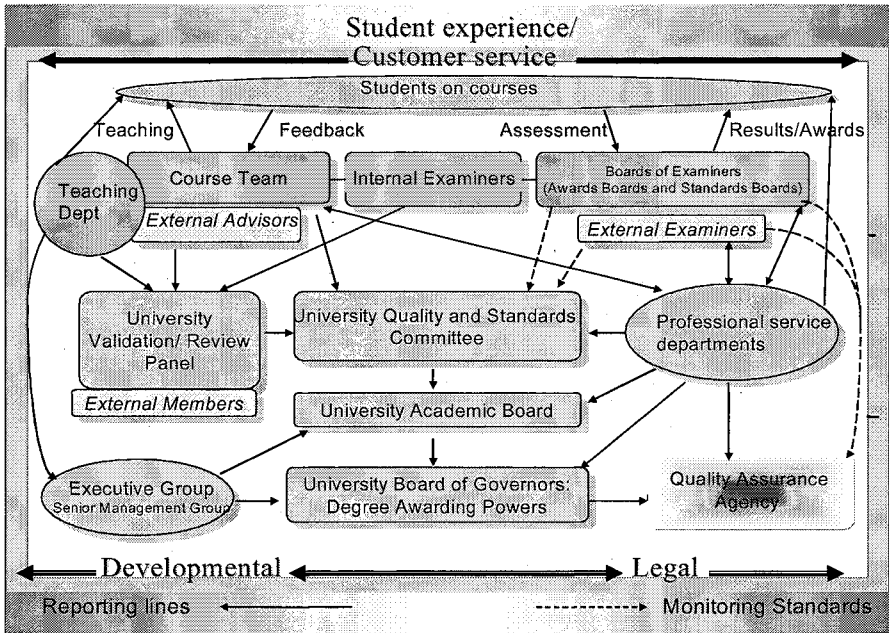 Student experience/
Customer service
Students on courses
Teaching
Feedback
Assessment
Results/Awards
Teaching
Dept
Course Team
External Advisors
Internal Examiners
Boards of Examiners
(Awards Boards and Standards Boards)
External Examiners
University
Validation/ Review
Panel
External Members
University Quality and Standards
Committee
Professional service
departments
University Academic Board
Executive Group
Senior Management Group
University Board of Governors:
Degree Awarding Powers
Quality Assurance
Agency
Developmental
Legal
Reporting lines
Monitoring Standards